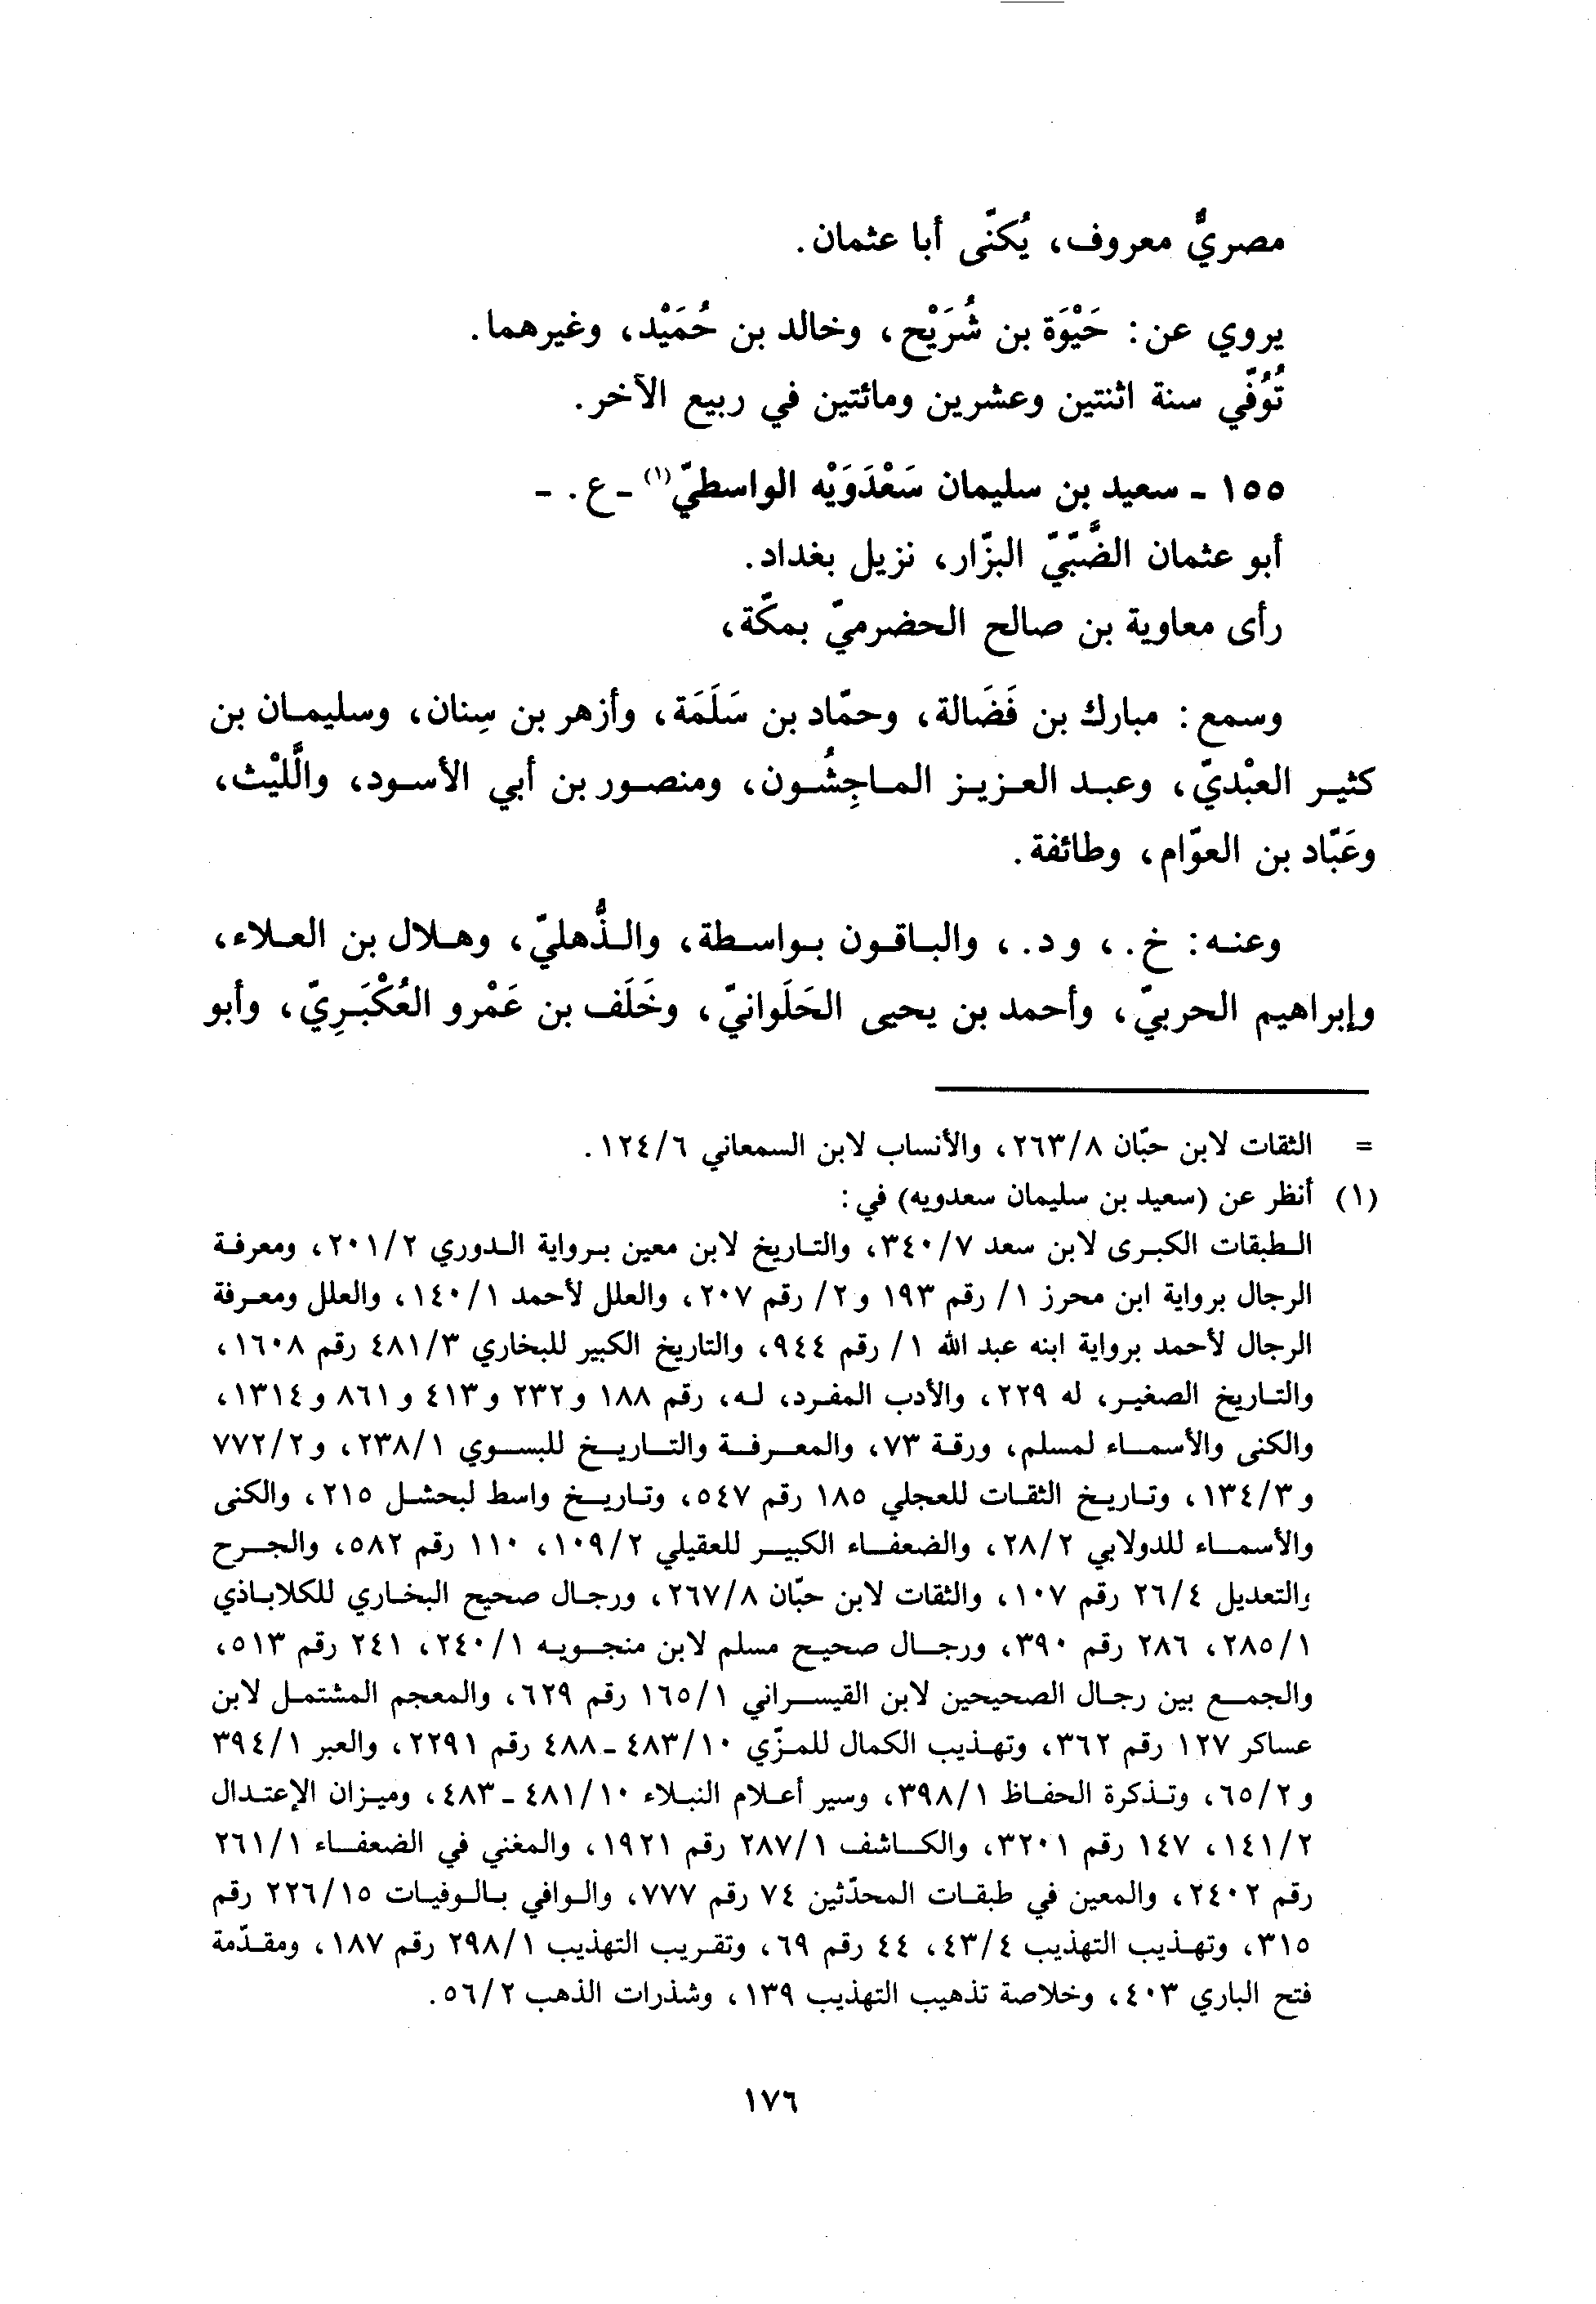 مصريٌّ معروف، يُكنّى أبا عثمان.
يروي عن: حَيْوَة بن شُرَيْح، وخالد بن حُمَيْد، وغيرهما.
تُوُفّي سنة اثنتين وعشرين ومائتين في ربيع الآخر.
١٥٥ - سعيد بن سليمان سَعْدَوَيْه الواسطيّ(١) - ع. -
أبو عثمان الضَّبّيّ البزّار، نزيل بغداد.
رأى معاوية بن صالح الحضرميّ بمكّة،
وسمع: مبارك بن فَضَالة، وحمّاد بن سَلَمَة، وأزهر بن سِنان، وسليمان بن
كثير العبْديّ، وعبد العزيز الماجِشُون، ومنصور بن أبي الأسود، واللَّيْث،
وعَبّاد بن العوّام، وطائفة.
وعنه: خ.، ود.، والباقون بواسطة، والذُّهليّ، وهلال بن العلاء،
وإبراهيم الحربيّ، وأحمد بن يحيى الحَلَوانيّ، وخَلَف بن عَمْرو العُكْبَرِيّ، وأبو
= الثقات لابن حبّان ٨/٢٦٣، والأنساب لابن السمعاني ٦/١٢٤.
(١) أنظر عن (سعيد بن سليمان سعدويه) في:
الطبقات الكبرى لابن سعد ٧/٣٤٠، والتاريخ لابن معين برواية الدوري ٢/٢٠١، ومعرفة
الرجال برواية ابن محرز ١/ رقم ١٩٣ و٢/ رقم ٢٠٧، والعلل لأحمد ١/١٤٠، والعلل ومعرفة
الرجال لأحمد برواية ابنه عبد الله ١/ رقم ٩٤٤، والتاريخ الكبير للبخاري ٣/٤٨١ رقم ١٦٠٨،
والتاريخ الصغير، له ٢٢٩، والأدب المفرد، له، رقم ١٨٨ و٢٣٢ و٤١٣ و٨٦١ و١٣١٤،
والكنى والأسماء لمسلم، ورقة ٧٣، والمعرفة والتاريخ للبسوي ١/٢٣٨، و٢/٧٧٢
و٣/١٣٤، وتاريخ الثقات للعجلي ١٨٥ رقم ٥٤٧، وتاريخ واسط لبحشل ٢١٥، والكنى
والأسماء للدولابي ٢/٢٨، والضعفاء الكبير للعقيلي ٢/١٠٩، ١١٠ رقم ٥٨٢، والجرح
والتعديل ٤/٢٦ رقم ١٠٧، والثقات لابن حبّان ٨/٢٦٧، ورجال صحيح البخاري للكلاباذي
١/٢٨٥، ٢٨٦ رقم ٣٩٠، ورجال صحيح مسلم لابن منجويه ١/٢٤٠، ٢٤١ رقم ٥١٣،
والجمع بين رجال الصحيحين لابن القيسراني ١/١٦٥ رقم ٦٢٩، والمعجم المشتمل لابن
عساكر ١٢٧ رقم ٣٦٢، وتهذيب الكمال للمزّي ١٠/٤٨٣ - ٤٨٨ رقم ٢٢٩١، والعبر ١/٣٩٤
و٢/٦٥، وتذكرة الحفاظ ١/٣٩٨، وسير أعلام النبلاء ١٠/٤٨١ - ٤٨٣، وميزان الإعتدال
٢/١٤١، ١٤٧ رقم ٣٢٠١، والكاشف ١/٢٨٧ رقم ١٩٢١، والمغني في الضعفاء ١/٢٦١
رقم ٢٤٠٢، والمعين في طبقات المحدّثين ٧٤ رقم ٧٧٧، والوافي بالوفيات ١٥/٢٢٦ رقم
٣١٥، وتهذيب التهذيب ٤/٤٣، ٤٤ رقم ٦٩، وتقريب التهذيب ١/٢٩٨ رقم ١٨٧، ومقدّمة
فتح الباري ٤٠٣، وخلاصة تذهيب التهذيب ١٣٩، وشذرات الذهب ٢/٥٦.
١٧٦